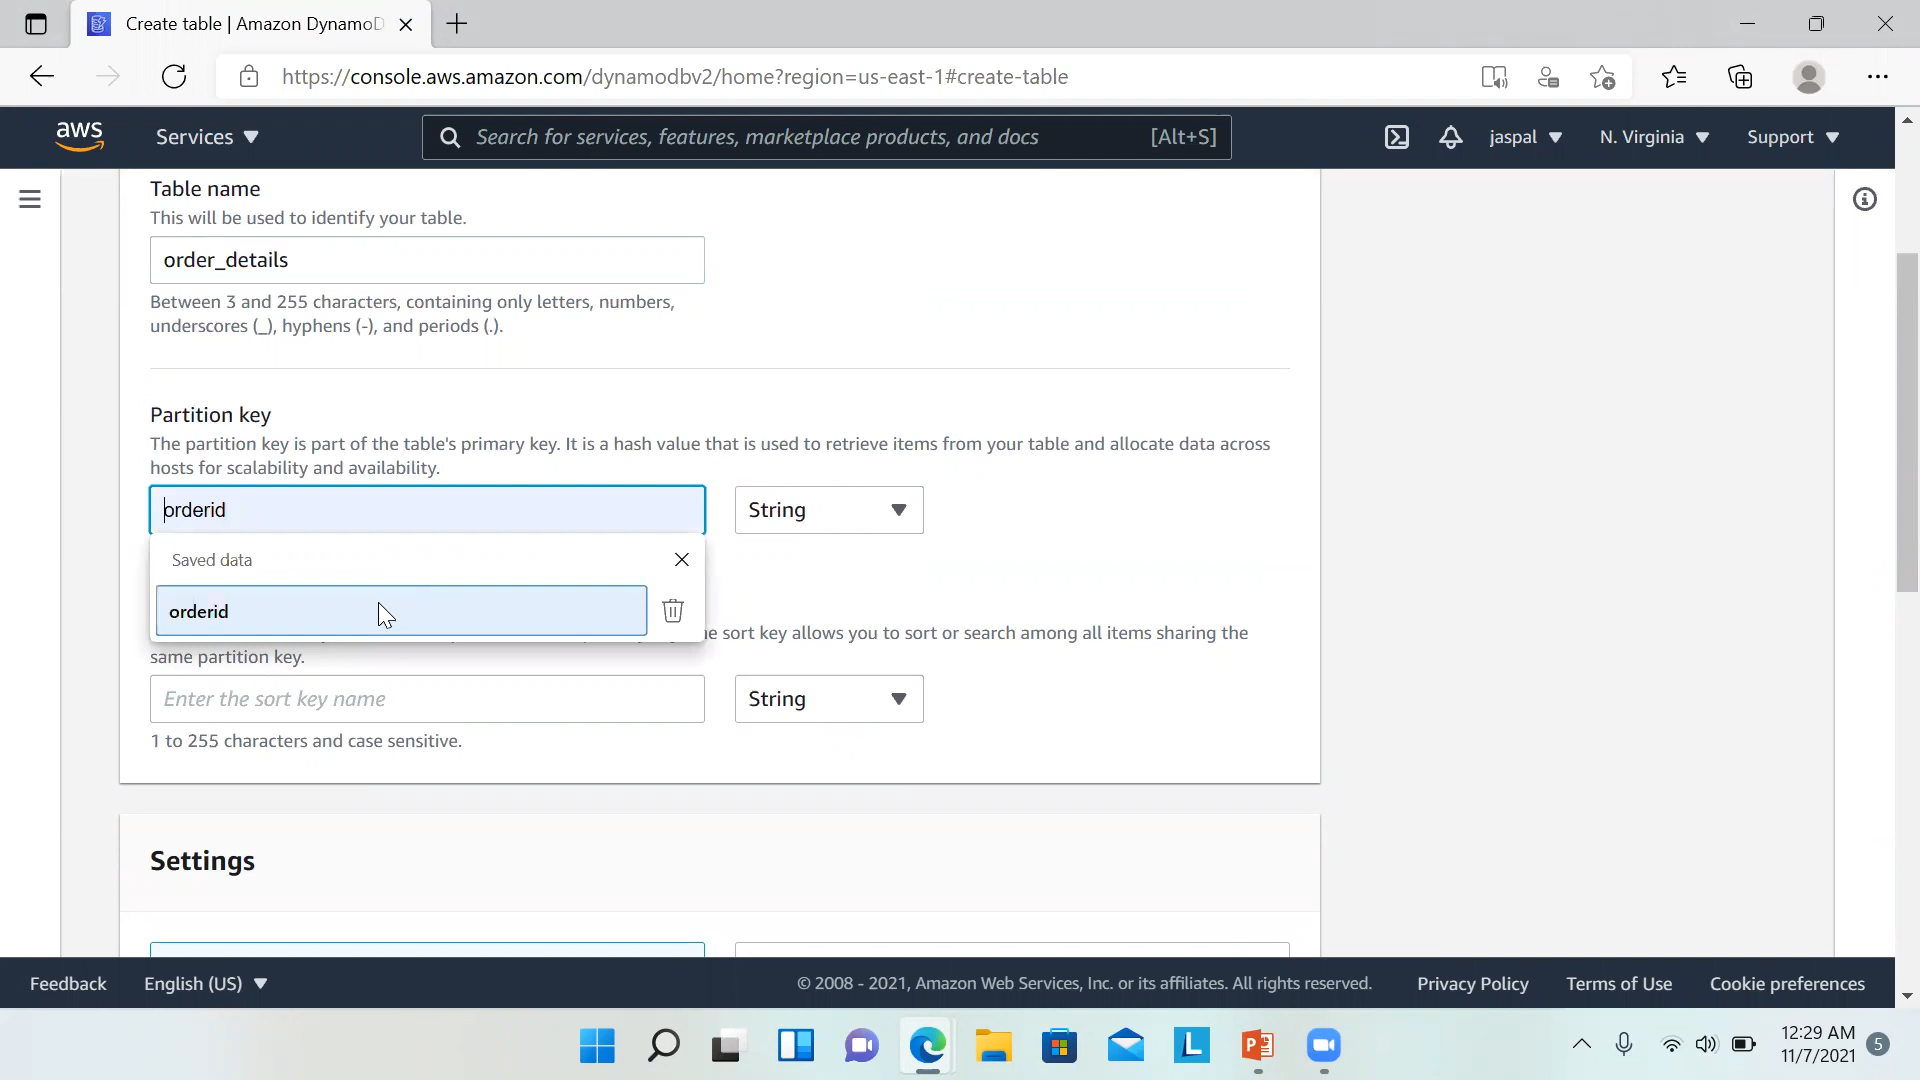 Create table | Amazon DynamoD
https://console.aws.amazon.com/dynamodbv2/home?region=us-east-1#create-table
aws
Services
Search for services, features, marketplace products, and docs
[Alt+S]
jaspal
N. Virginia
Support
Table name
This will be used to identify your table.
order_details
Between 3 and 255 characters, containing only letters, numbers,
underscores (_), hyphens (-), and periods (.).
Partition key
The partition key is part of the table's primary key. It is a hash value that is used to retrieve items from your table and allocate data across
hosts for scalability and availability.
orderid
String
Saved data
orderid
sort key allows you to sort or search among all items sharing the
same partition key.
Enter the sort key name
String
1 to 255 characters and case sensitive.
Settings
Feedback
English (US)
© 2008 - 2021, Amazon Web Services, Inc. or its affiliates. All rights reserved.
Privacy Policy
Terms of Use
Cookie preferences
L
12:29 AM
11/7/2021
5